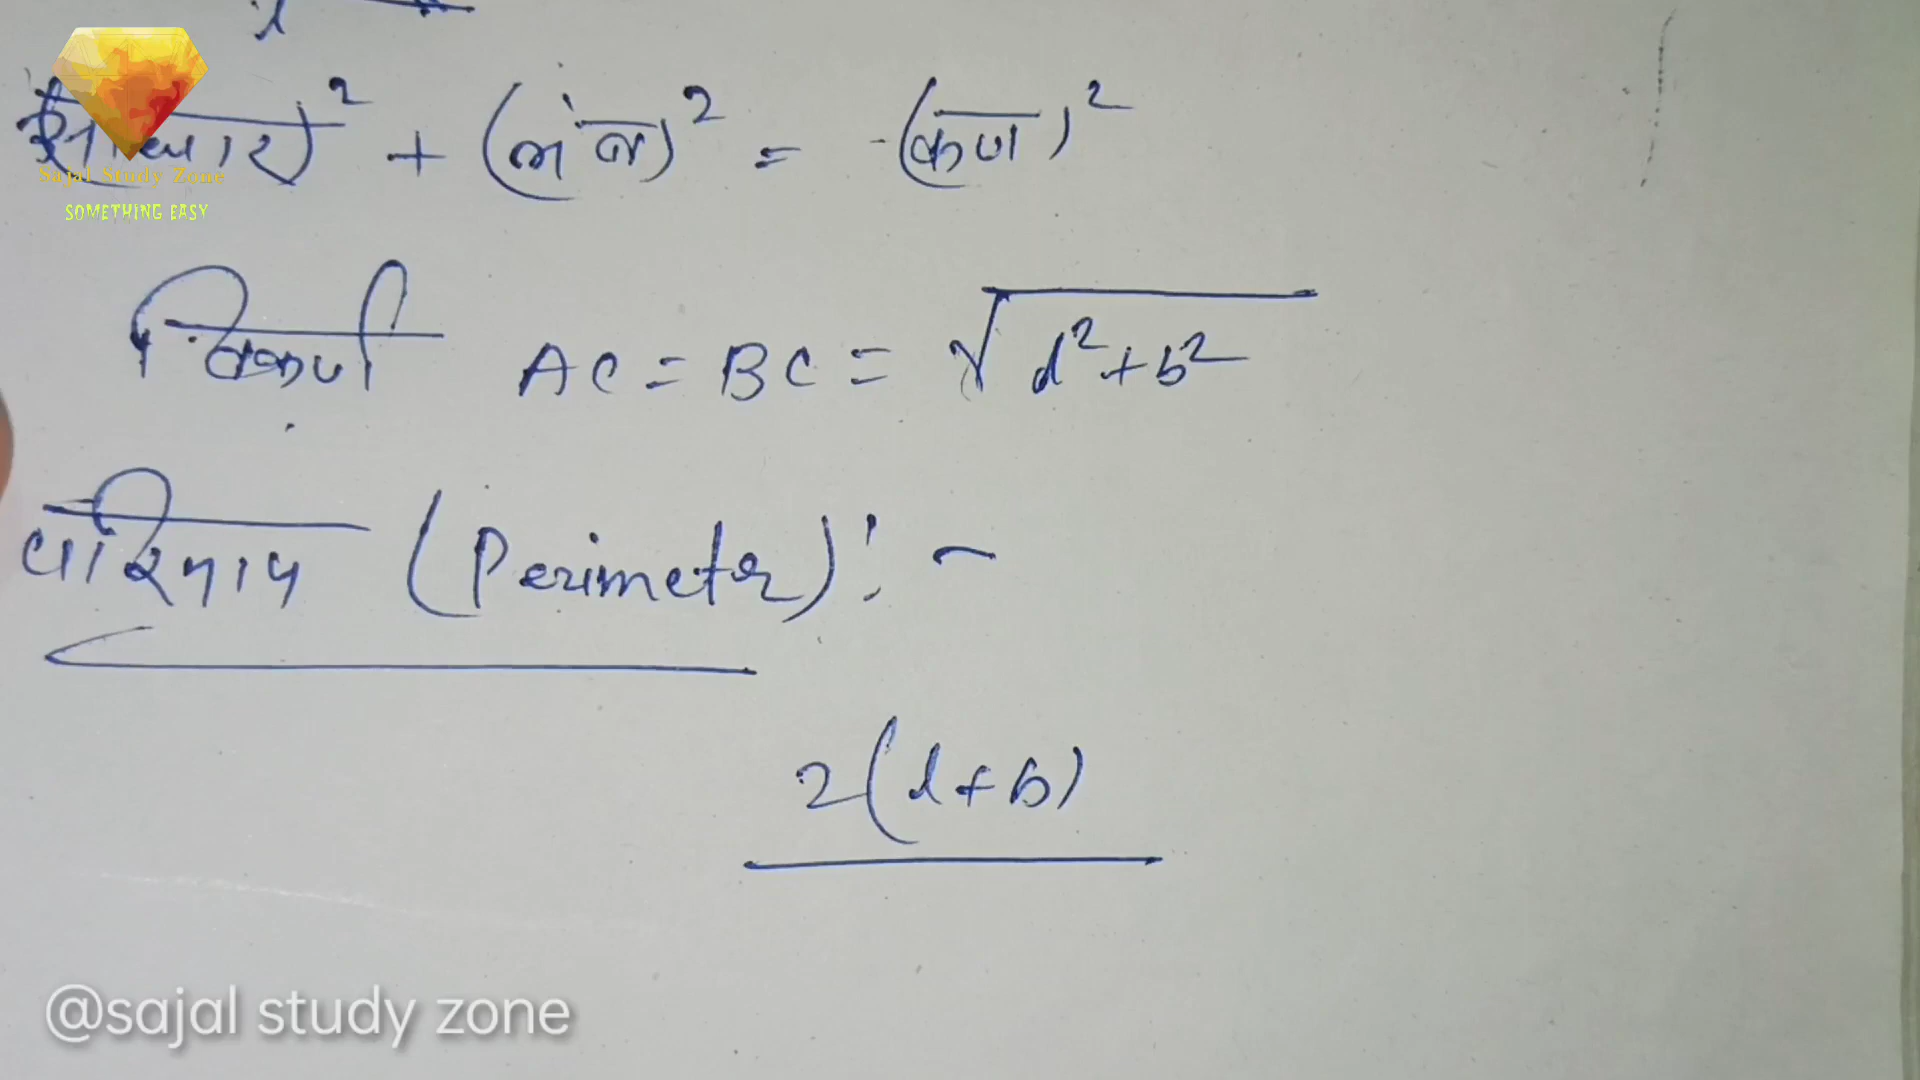 (आधार)² + (लंब)² = (कर्ण)²
Sajal Study Zone
SOMETHING EASY
विकर्ण AC = BC = √l²+b²
परिमाप (Perimeter) :-
2(l+b)
@sajal study zone